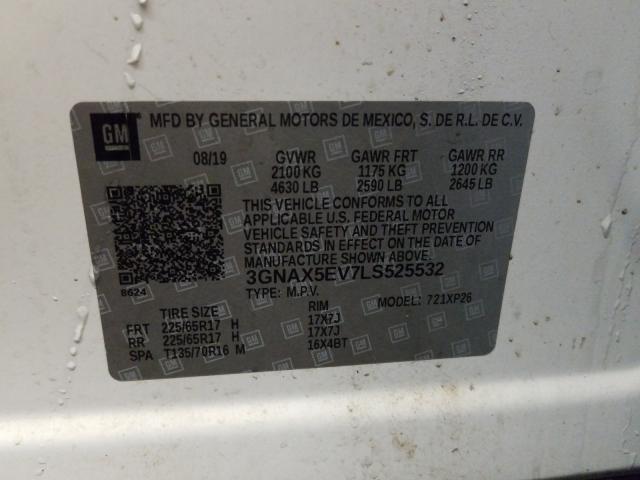 GM MFD BY GENERAL MOTORS DE MEXICO, S. DE R.L. DE C.V.
08/19 GVWR GAWR FRT GAWR RR
2100 KG 1175 KG 1200 KG
4630 LB 2590 LB 2645 LB
THIS VEHICLE CONFORMS TO ALL
APPLICABLE U.S. FEDERAL MOTOR
VEHICLE SAFETY AND THEFT PREVENTION
STANDARDS IN EFFECT ON THE DATE OF
MANUFACTURE SHOWN ABOVE.
3GNAX5EV7LS525532
8624 TYPE: M.P.V. MODEL: 721XP26
TIRE SIZE RIM
FRT 225/65R17 H 17X7J
RR 225/65R17 H 17X7J
SPA T135/70R16 M 16X4BT